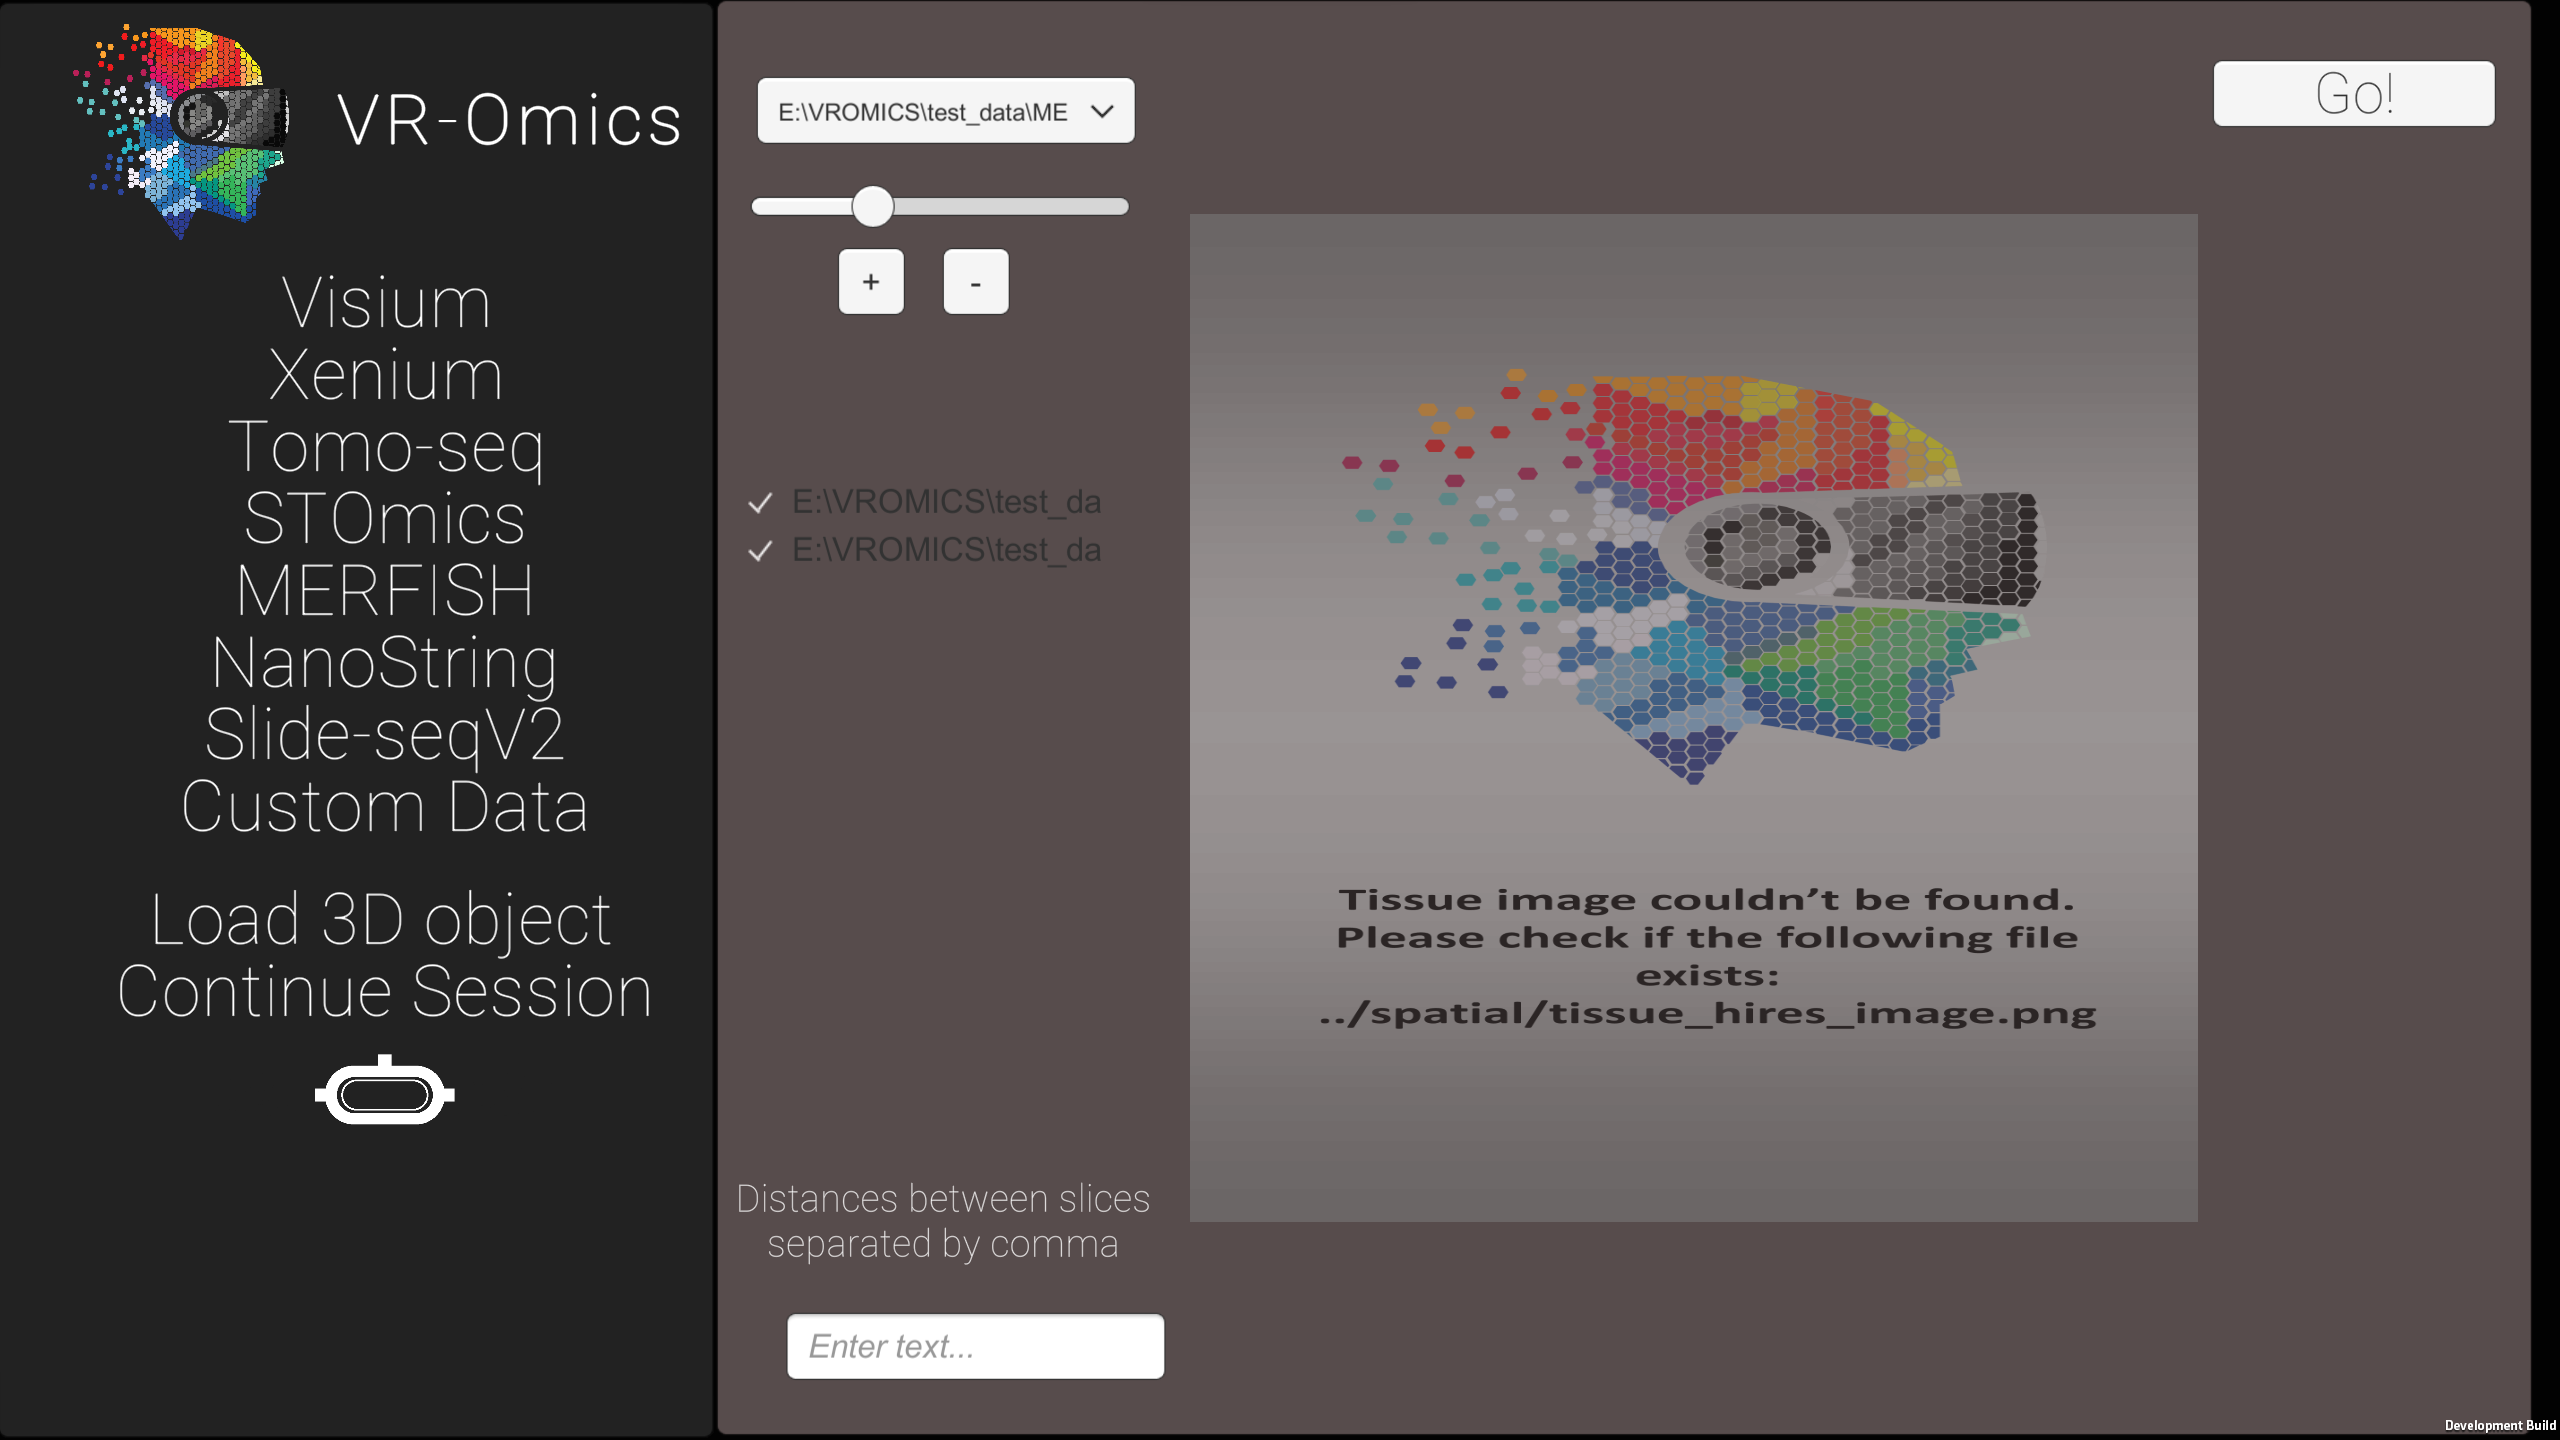 VR-Omics
Visium
Xenium
Tomo-seq
STOmics
MERFISH
NanoString
Slide-seqV2
Custom Data
Load 3D object
Continue Session
E:\VROMICS\test_data\ME
+ -
E:\VROMICS\test_da
E:\VROMICS\test_da
Distances between slices
separated by comma
Enter text...
Go!
Tissue image couldn’t be found.
Please check if the following file
exists:
../spatial/tissue_hires_image.png
Development Build